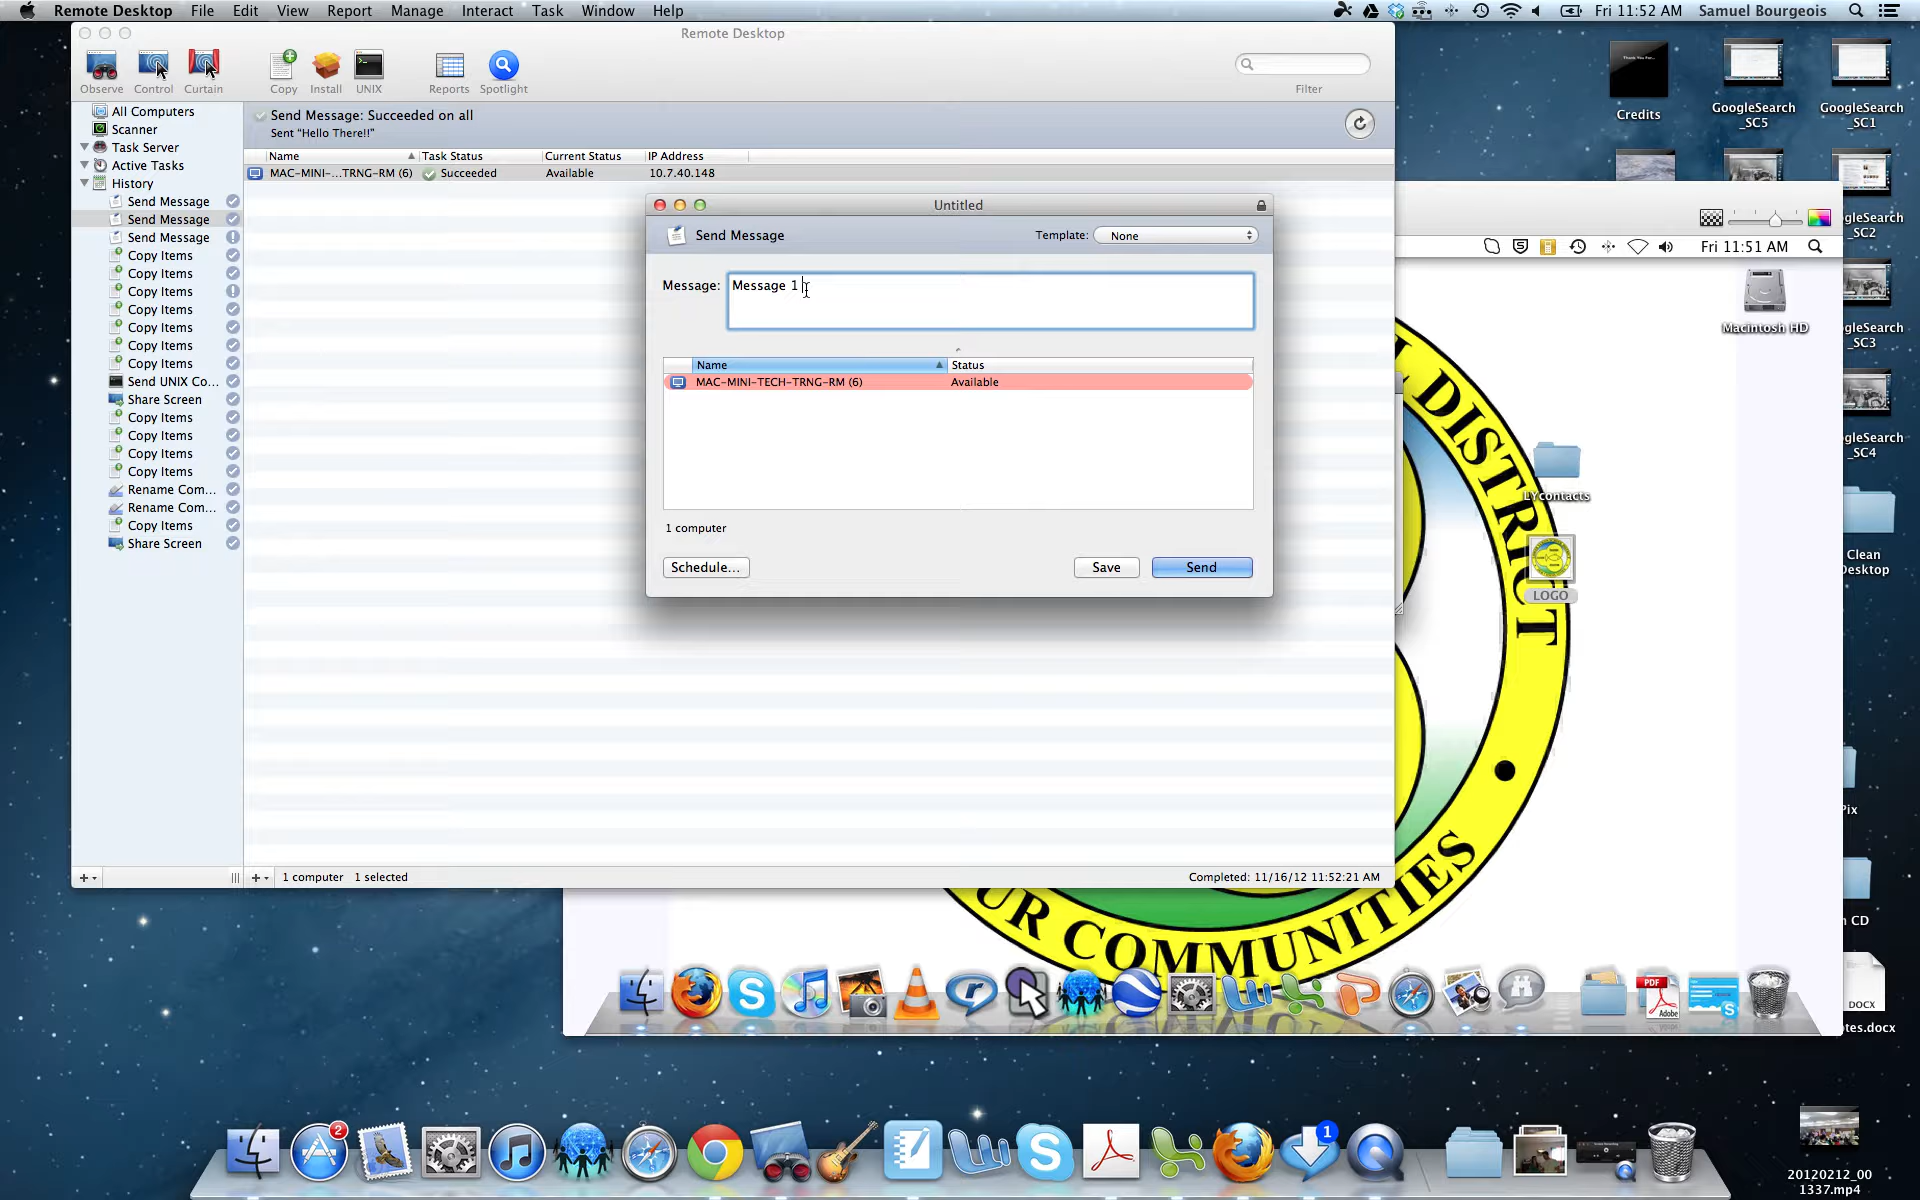 Remote Desktop File Edit View Report Manage Interact Task Window Help
Fri 11:52 AM Samuel Bourgeois
Remote Desktop
Observe Control Curtain Copy Install UNIX Reports Spotlight Filter
All Computers
Scanner
Task Server
Active Tasks
History
Send Message
Send Message
Send Message
Copy Items
Copy Items
Copy Items
Copy Items
Copy Items
Copy Items
Copy Items
Send UNIX Co...
Share Screen
Copy Items
Copy Items
Copy Items
Copy Items
Rename Com...
Rename Com...
Copy Items
Share Screen
Send Message: Succeeded on all
Sent "Hello There!!"
Name Task Status Current Status IP Address
MAC-MINI-...TRNG-RM (6) Succeeded Available 10.7.40.148
Untitled
Send Message Template: None
Message: Message 1
Name Status
MAC-MINI-TECH-TRNG-RM (6) Available
1 computer
Schedule... Save Send
1 computer 1 selected Completed: 11/16/12 11:52:21 AM
Fri 11:51 AM
Macintosh HD
LYcontacts
LOGO
L DISTRICT
UR COMMUNITIES
Credits
GoogleSearch
_SC5
GoogleSearch
_SC1
gleSearch
_SC2
gleSearch
_SC3
gleSearch
_SC4
Clean
Desktop
Pix
CD
DOCX
tes.docx
PDF
Adobe
2
1
20120212_00
1337.mp4